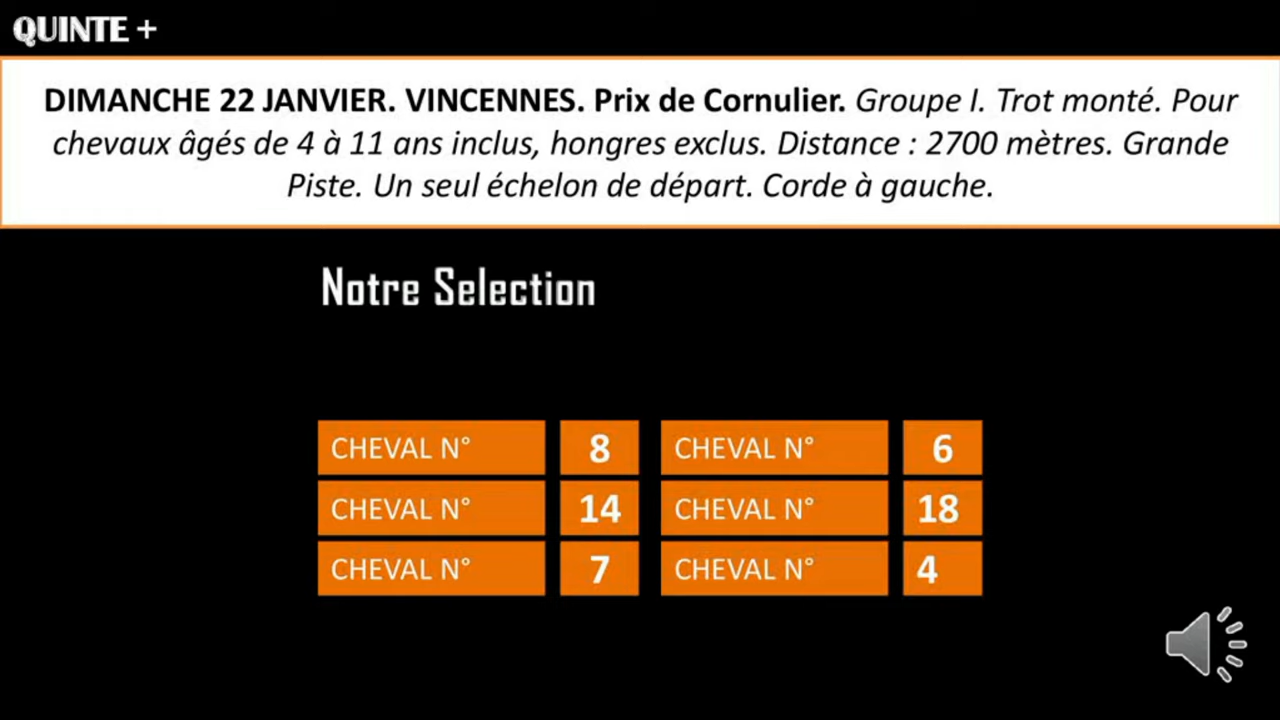 QUINTE +
DIMANCHE 22 JANVIER. VINCENNES. Prix de Cornulier. Groupe I. Trot monté. Pour
chevaux âgés de 4 à 11 ans inclus, hongres exclus. Distance : 2700 mètres. Grande
Piste. Un seul échelon de départ. Corde à gauche.
Notre Selection
CHEVAL N° 8 CHEVAL N° 6
CHEVAL N° 14 CHEVAL N° 18
CHEVAL N° 7 CHEVAL N° 4